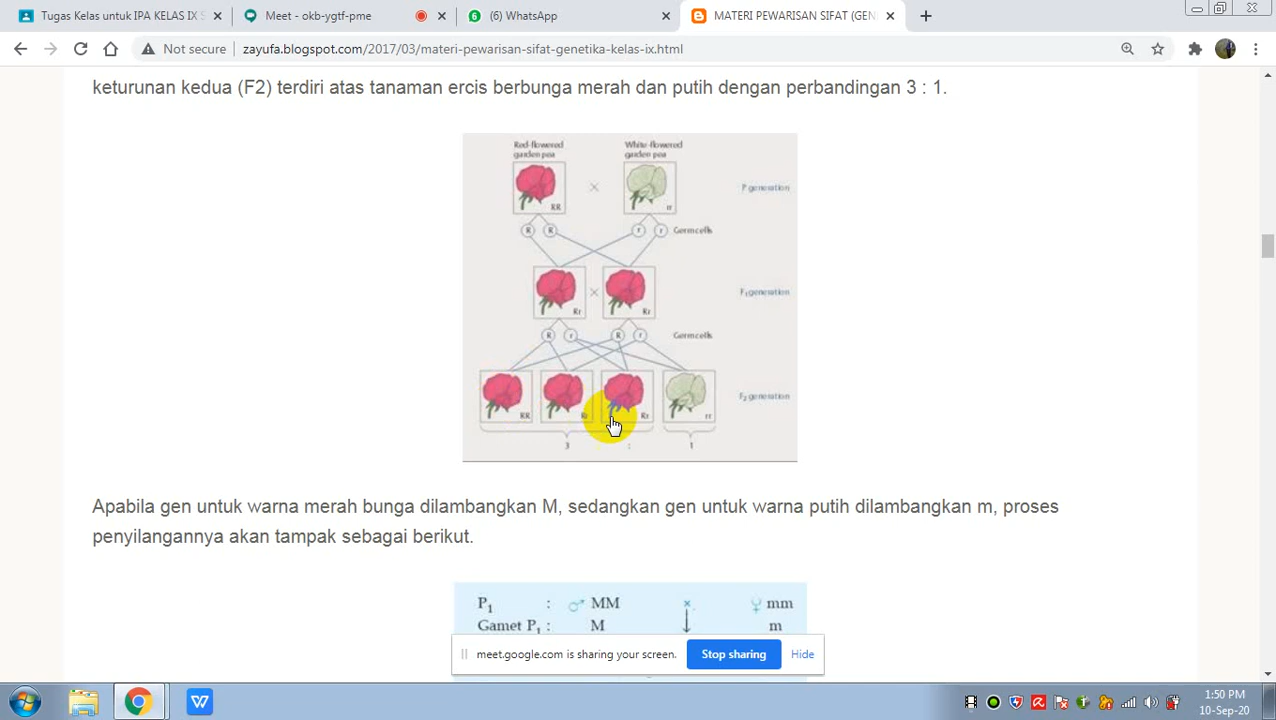 Tugas Kelas untuk IPA KELAS IX S
Meet - okb-ygtf-pme
(6) WhatsApp
MATERI PEWARISAN SIFAT (GEN
Not secure
zayufa.blogspot.com/2017/03/materi-pewarisan-sifat-genetika-kelas-ix.html
keturunan kedua (F2) terdiri atas tanaman ercis berbunga merah dan putih dengan perbandingan 3 : 1.
Red-flowered garden pea
White-flowered garden pea
RR × rr
P generation
R R r r
Germ cells
Rr × Rr
F1 generation
R r R r
Germ cells
RR Rr Rr rr
F2 generation
3 : 1
Apabila gen untuk warna merah bunga dilambangkan M, sedangkan gen untuk warna putih dilambangkan m, proses
penyilangannya akan tampak sebagai berikut.
P1 : ♂ MM × ♀ mm
Gamet P1 : M ↓ m
meet.google.com is sharing your screen.
Stop sharing
Hide
1:50 PM
10-Sep-20